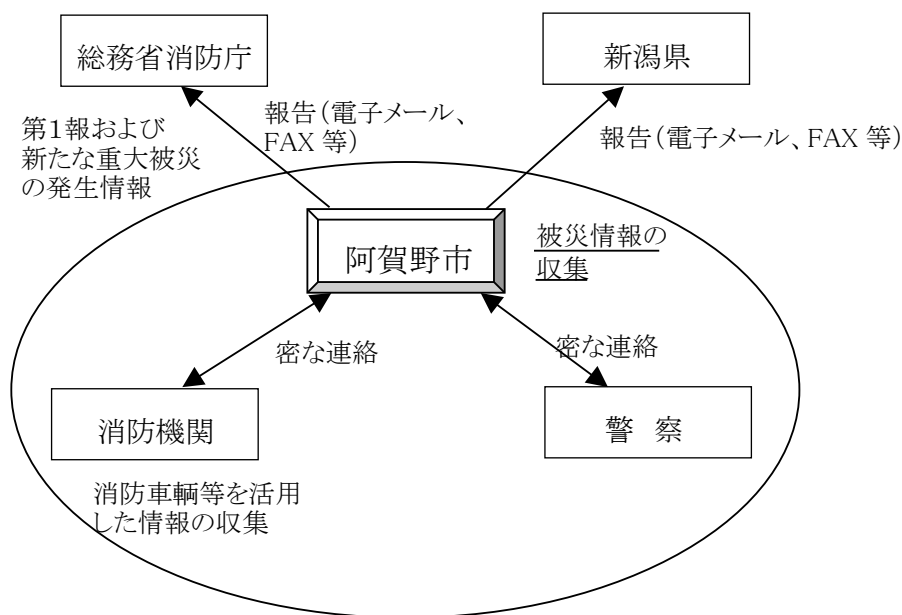 総務省消防庁
新潟県
報告（電子メール、
FAX 等）
報告（電子メール、FAX 等）
第１報および
新たな重大被災
の発生情報
阿賀野市
被災情報の
収集
密な連絡
密な連絡
消防機関
警 察
消防車輌等を活用
した情報の収集